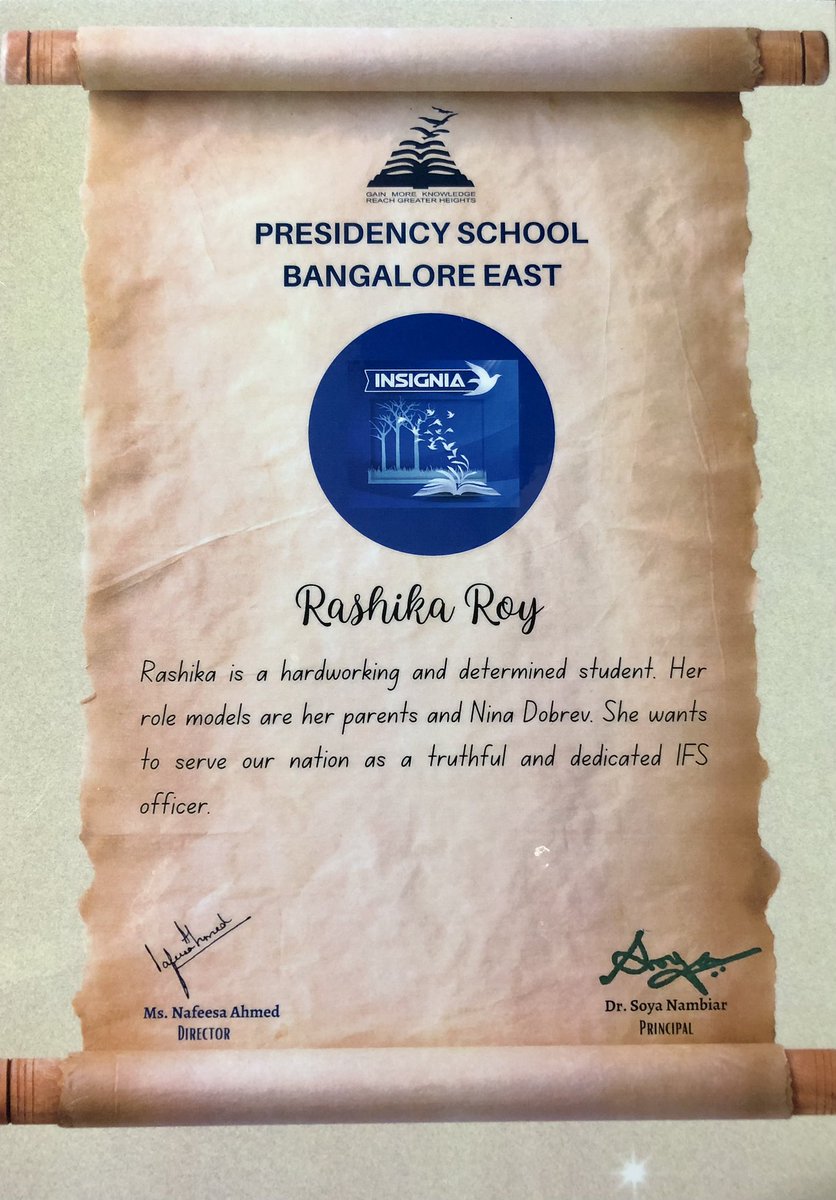 GAIN MORE KNOWLEDGE
REACH GREATER HEIGHTS
PRESIDENCY SCHOOL
BANGALORE EAST
INSIGNIA
Rashika Roy
Rashika is a hardworking and determined student. Her
role models are her parents and Nina Dobrev. She wants
to serve our nation as a truthful and dedicated IFS
officer.
Ms. Nafeesa Ahmed
DIRECTOR
Dr. Soya Nambiar
PRINCIPAL